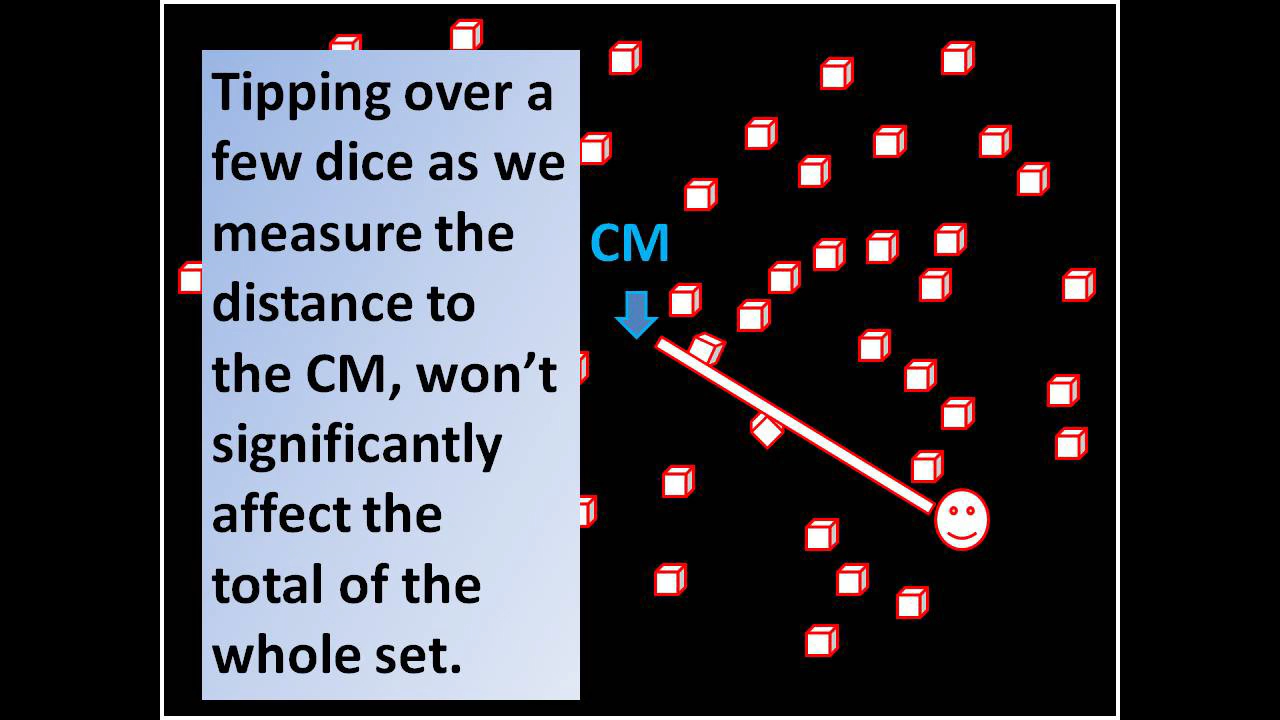 Tipping over a
few dice as we
measure the
distance to
the CM, won’t
significantly
affect the
total of the
whole set.
CM